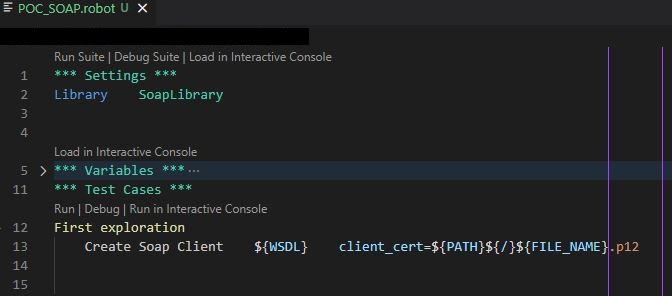 POC_SOAP.robot U
Run Suite | Debug Suite | Load in Interactive Console
1 *** Settings ***
2 Library    SoapLibrary
3
4
Load in Interactive Console
5 *** Variables ***···
11 *** Test Cases ***
Run | Debug | Run in Interactive Console
12 First exploration
13     Create Soap Client    ${WSDL}    client_cert=${PATH}${/}${FILE_NAME}.p12
14
15